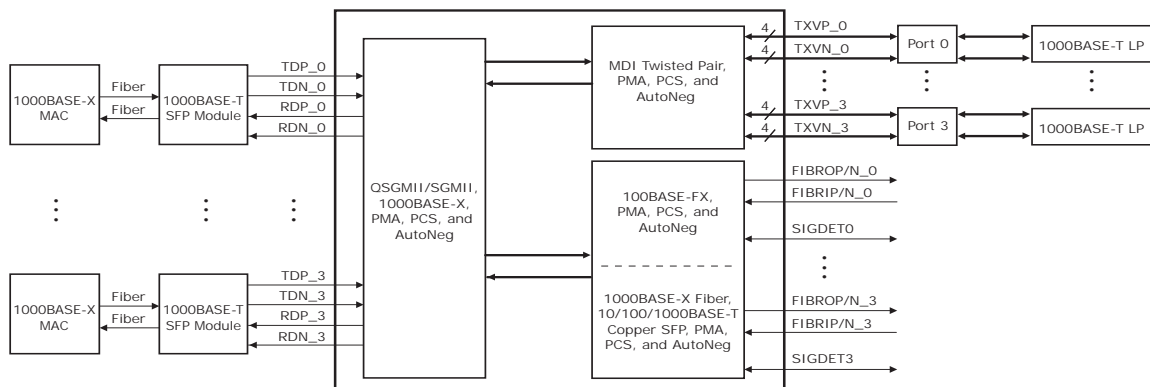 1000BASE-X
MAC
Fiber
Fiber
1000BASE-T
SFP Module
TDP_0
TDN_0
RDP_0
RDN_0
1000BASE-X
MAC
Fiber
Fiber
1000BASE-T
SFP Module
TDP_3
TDN_3
RDP_3
RDN_3
QSGMII/SGMII,
1000BASE-X,
PMA, PCS, and
AutoNeg
MDI Twisted Pair,
PMA, PCS, and
AutoNeg
4
TXVP_0
4
TXVN_0
4
TXVP_3
4
TXVN_3
Port 0
Port 3
1000BASE-T LP
1000BASE-T LP
100BASE-FX,
PMA, PCS, and
AutoNeg
1000BASE-X Fiber,
10/100/1000BASE-T
Copper SFP, PMA,
PCS, and AutoNeg
FIBROP/N_0
FIBRIP/N_0
SIGDET0
FIBROP/N_3
FIBRIP/N_3
SIGDET3